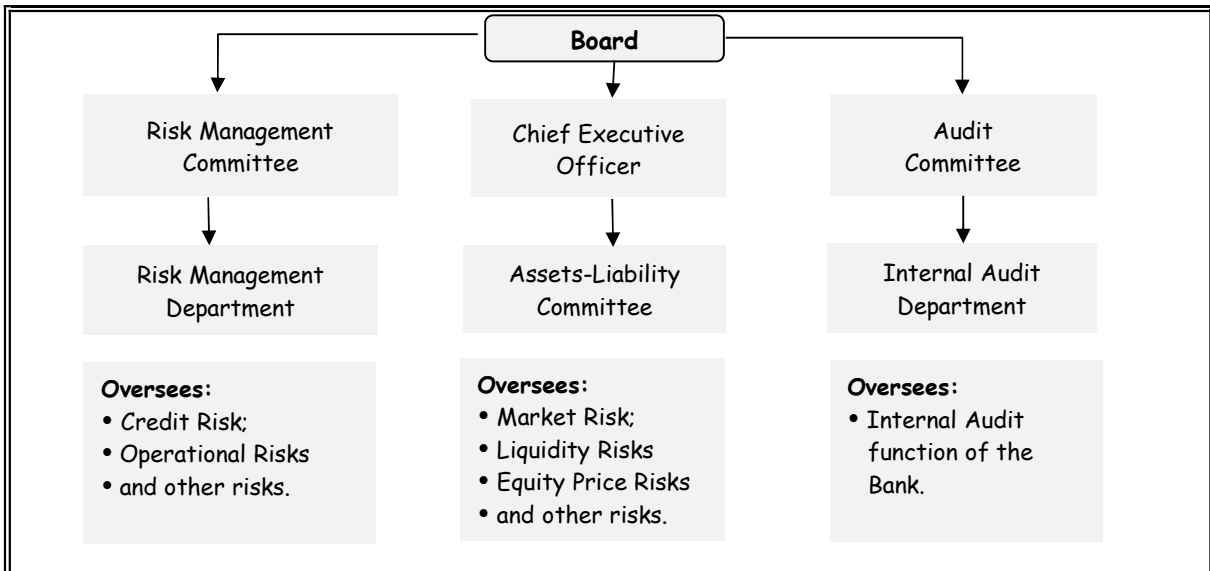 Board
Risk Management
Committee
Chief Executive
Officer
Audit
Committee
Risk Management
Department
Assets-Liability
Committee
Internal Audit
Department
Oversees:
• Credit Risk;
• Operational Risks
• and other risks.
Oversees:
• Market Risk;
• Liquidity Risks
• Equity Price Risks
• and other risks.
Oversees:
• Internal Audit
function of the
Bank.